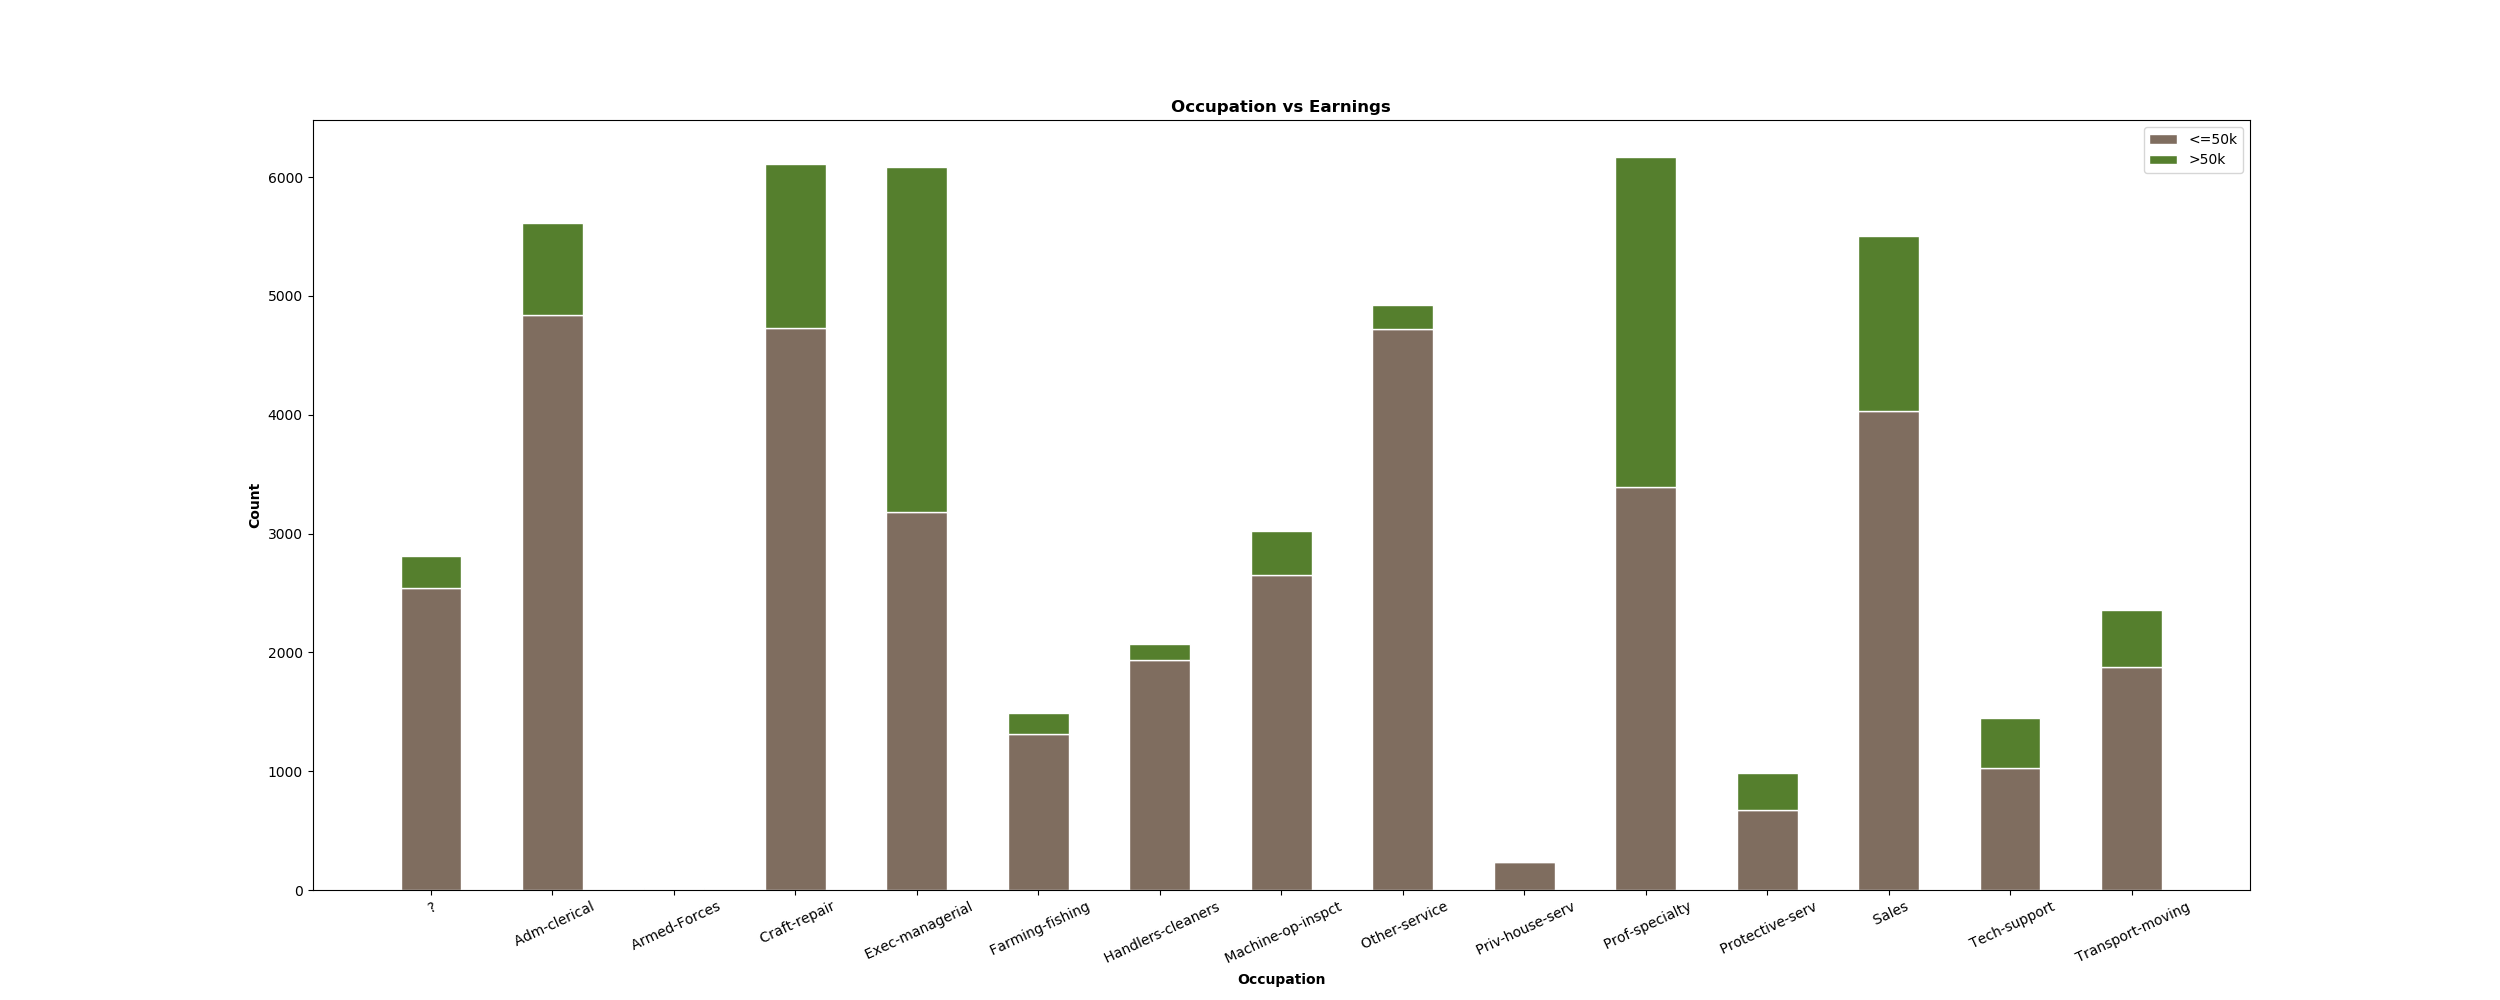 Occupation vs Earnings
<=50k
>50k
6000
5000
4000
3000
2000
1000
0
Count
?
Adm-clerical
Armed-Forces
Craft-repair
Exec-managerial
Farming-fishing
Handlers-cleaners
Machine-op-inspct
Other-service
Priv-house-serv
Prof-specialty
Protective-serv
Sales
Tech-support
Transport-moving
Occupation